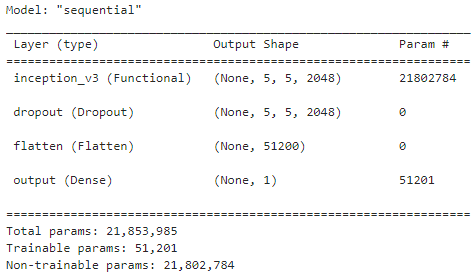 Model: "sequential"
_________________________________________________________________
Layer (type) Output Shape Param #
=================================================================
inception_v3 (Functional) (None, 5, 5, 2048) 21802784
dropout (Dropout) (None, 5, 5, 2048) 0
flatten (Flatten) (None, 51200) 0
output (Dense) (None, 1) 51201
=================================================================
Total params: 21,853,985
Trainable params: 51,201
Non-trainable params: 21,802,784